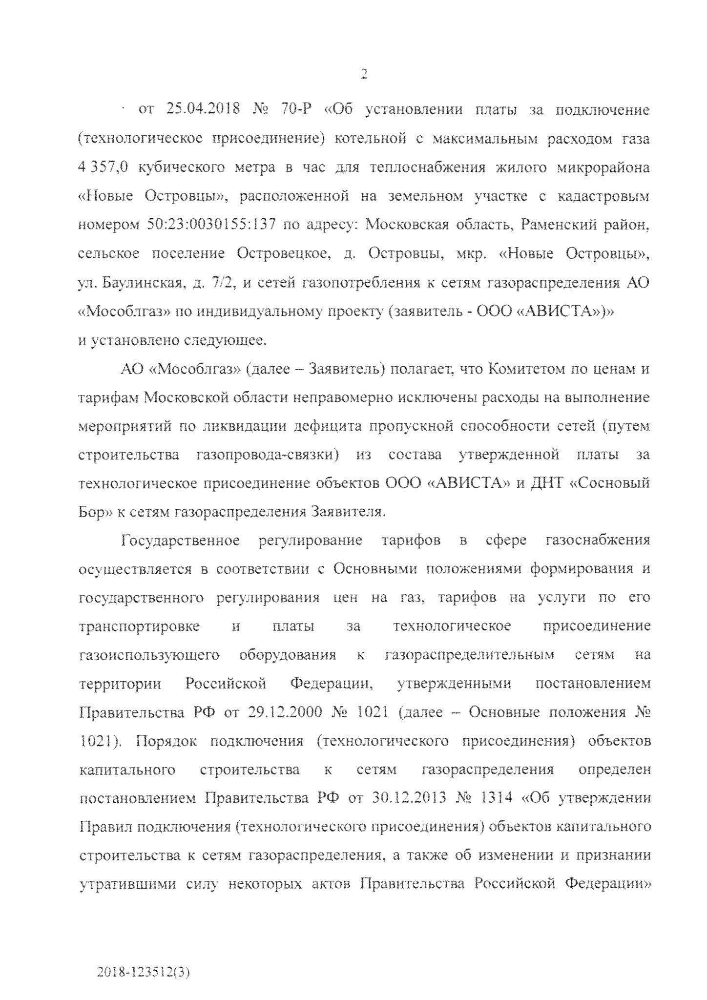 2
· от 25.04.2018 № 70-Р «Об установлении платы за подключение
(технологическое присоединение) котельной с максимальным расходом газа
4 357,0 кубического метра в час для теплоснабжения жилого микрорайона
«Новые Островцы», расположенной на земельном участке с кадастровым
номером 50:23:0030155:137 по адресу: Московская область, Раменский район,
сельское поселение Островецкое, д. Островцы, мкр. «Новые Островцы»,
ул. Баулинская, д. 7/2, и сетей газопотребления к сетям газораспределения АО
«Мособлгаз» по индивидуальному проекту (заявитель - ООО «АВИСТА»)»
и установлено следующее.
АО «Мособлгаз» (далее – Заявитель) полагает, что Комитетом по ценам и
тарифам Московской области неправомерно исключены расходы на выполнение
мероприятий по ликвидации дефицита пропускной способности сетей (путем
строительства газопровода-связки) из состава утвержденной платы за
технологическое присоединение объектов ООО «АВИСТА» и ДНТ «Сосновый
Бор» к сетям газораспределения Заявителя.
Государственное регулирование тарифов в сфере газоснабжения
осуществляется в соответствии с Основными положениями формирования и
государственного регулирования цен на газ, тарифов на услуги по его
транспортировке и платы за технологическое присоединение
газоиспользующего оборудования к газораспределительным сетям на
территории Российской Федерации, утвержденными постановлением
Правительства РФ от 29.12.2000 № 1021 (далее – Основные положения №
1021). Порядок подключения (технологического присоединения) объектов
капитального строительства к сетям газораспределения определен
постановлением Правительства РФ от 30.12.2013 № 1314 «Об утверждении
Правил подключения (технологического присоединения) объектов капитального
строительства к сетям газораспределения, а также об изменении и признании
утратившими силу некоторых актов Правительства Российской Федерации»
2018-123512(3)